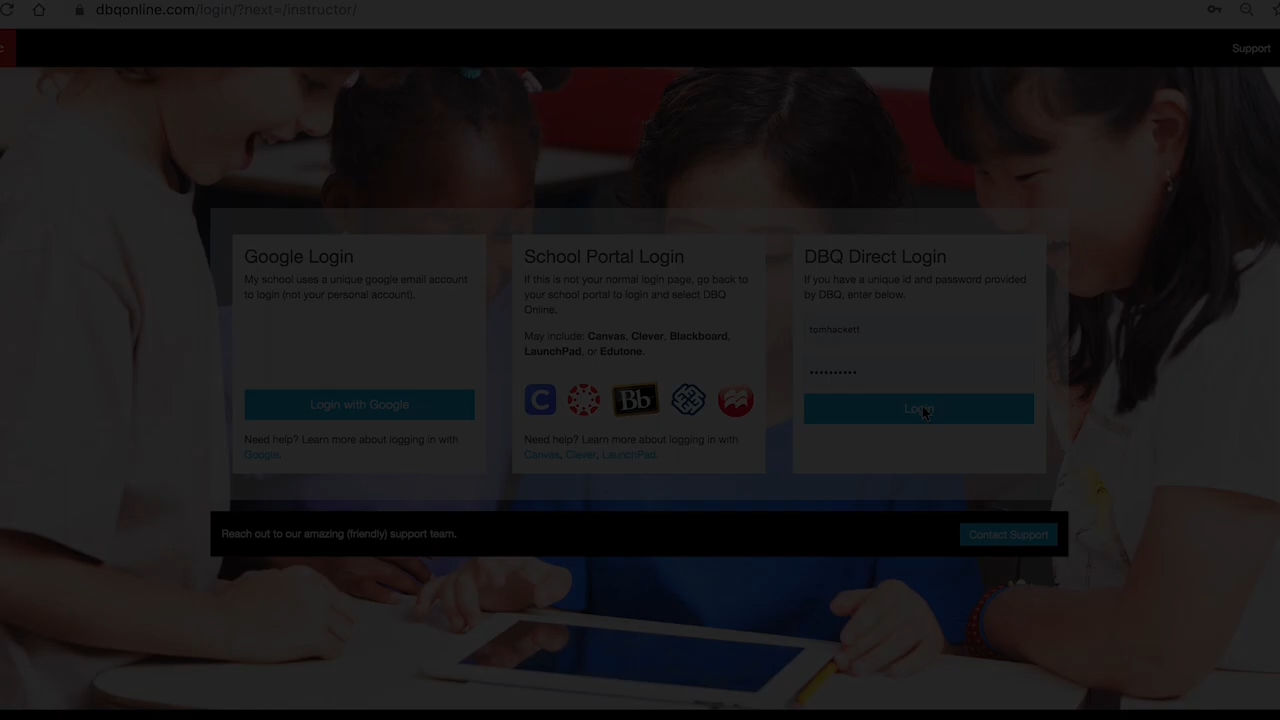 dbqonline.com/login/?next=/instructor/
Support
Google Login
My school uses a unique google email account
to login (not your personal account).
Login with Google
Need help? Learn more about logging in with
Google.
School Portal Login
If this is not your normal login page, go back to
your school portal to login and select DBQ
Online.
May include: Canvas, Clever, Blackboard,
LaunchPad, or Edutone.
C
Bb
Need help? Learn more about logging in with
Canvas, Clever, LaunchPad.
DBQ Direct Login
If you have a unique id and password provided
by DBQ, enter below.
tomhackett
••••••••••
Login
Reach out to our amazing (friendly) support team.
Contact Support